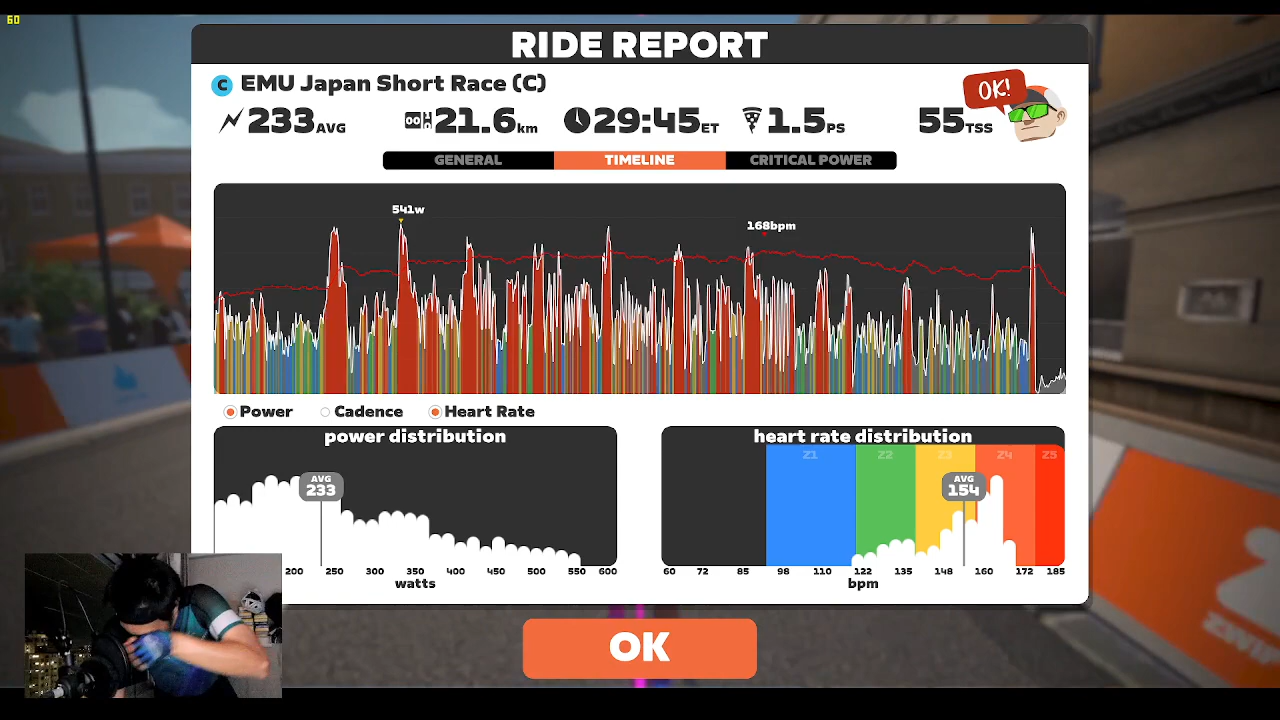 60
RIDE REPORT
C EMU Japan Short Race (C)
OK!
233AVG 21.6km 29:45ET 1.5PS 55TSS
GENERAL TIMELINE CRITICAL POWER
541w
168bpm
Power Cadence Heart Rate
power distribution
AVG
233
200 250 300 350 400 450 500 550 600
watts
heart rate distribution
Z1 Z2 Z3 Z4 Z5
AVG
154
60 72 85 98 110 122 135 148 160 172 185
bpm
OK